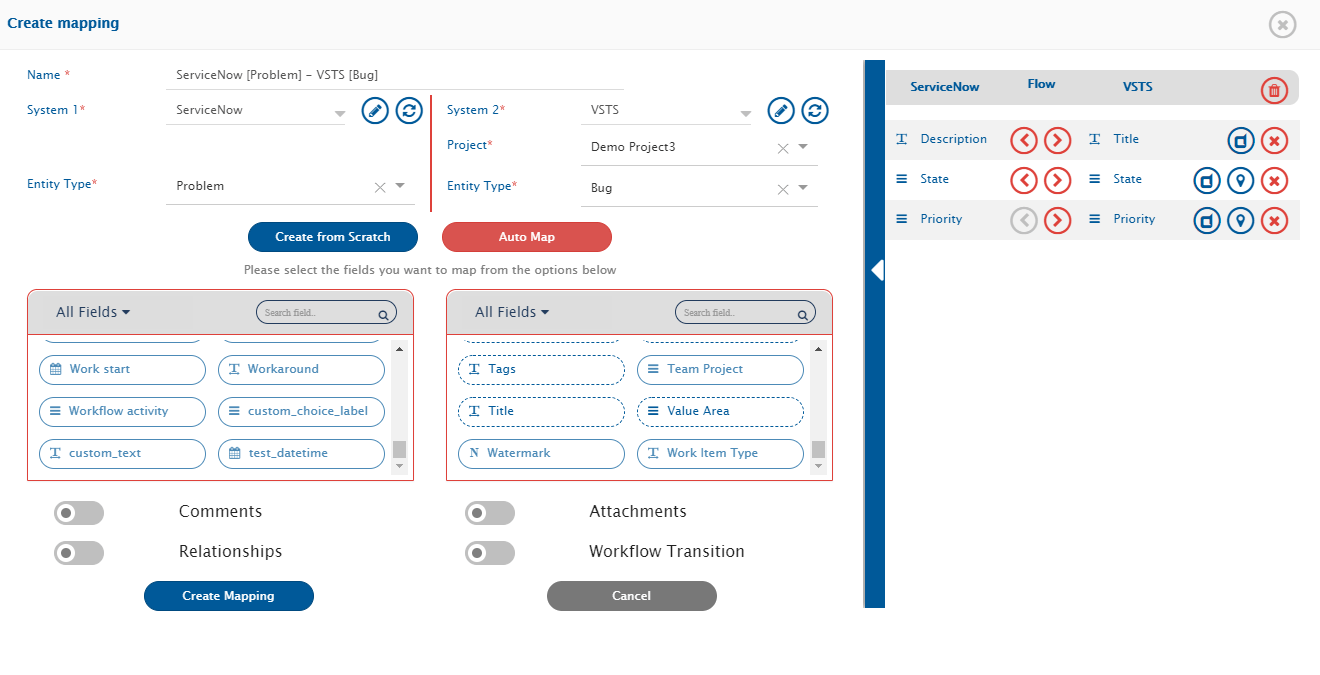 Create mapping
Name *
ServiceNow [Problem] - VSTS [Bug]
System 1*
ServiceNow
System 2*
VSTS
Project*
Demo Project3
Entity Type*
Problem
Entity Type*
Bug
Create from Scratch
Auto Map
Please select the fields you want to map from the options below
All Fields
Search field..
Work start
Workaround
Workflow activity
custom_choice_label
custom_text
test_datetime
All Fields
Search field..
Tags
Team Project
Title
Value Area
N Watermark
Work Item Type
Comments
Attachments
Relationships
Workflow Transition
Create Mapping
Cancel
ServiceNow
Flow
VSTS
Description
Title
State
State
Priority
Priority